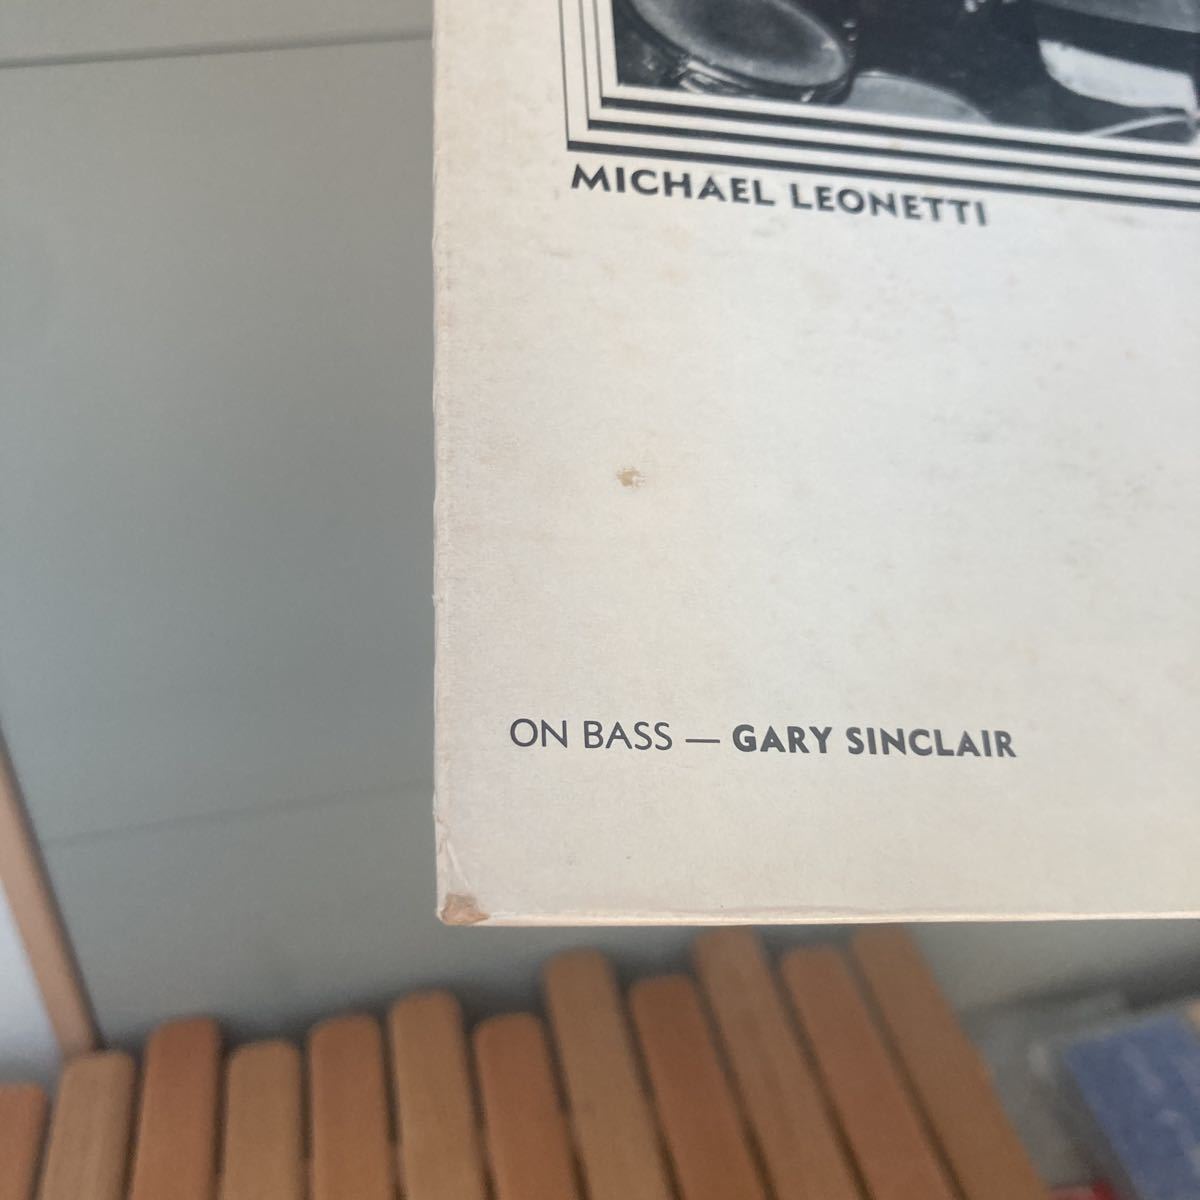 MICHAEL LEONETTI
ON BASS — GARY SINCLAIR